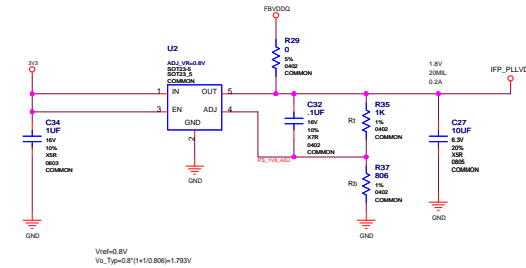 FBVDDQ
R29
0
5%
0402
COMMON
U2
ADJ_VR=0.8V
SOT23-5
SOT23_5
COMMON
3V3
1 IN OUT 5
3 EN ADJ 4
GND
2
GND
C34
1UF
16V
10%
X5R
0603
COMMON
GND
C32
.1UF
16V
10%
X7R
0402
COMMON
PS_1V8_ADJ
Rt
R35
1K
1%
0402
COMMON
Rb
R37
806
1%
0402
COMMON
GND
1.8V
20MIL
0.2A
IFP_PLLVD
C27
10UF
6.3V
20%
X5R
0805
COMMON
GND
Vref=0.8V
Vo_Typ=0.8*(1+1/0.806)=1.793V